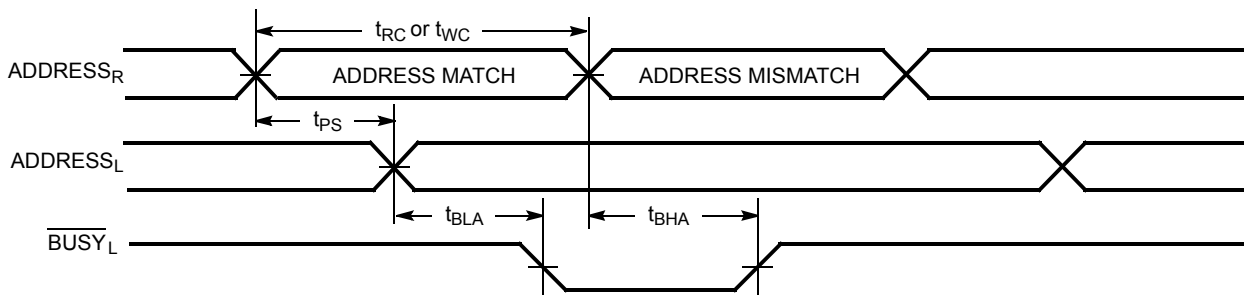 tRC or tWC
ADDRESSR
ADDRESS MATCH
ADDRESS MISMATCH
tPS
ADDRESSL
tBLA
tBHA
BUSYL